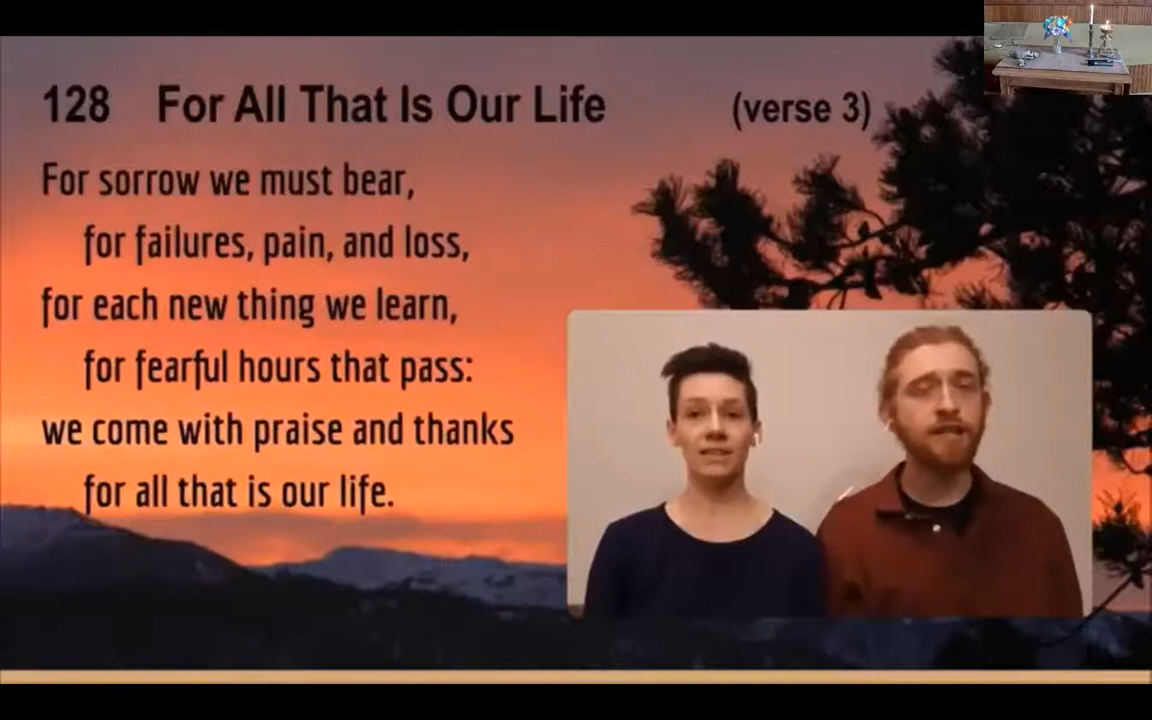 128 For All That Is Our Life (verse 3)
For sorrow we must bear,
for failures, pain, and loss,
for each new thing we learn,
for fearful hours that pass:
we come with praise and thanks
for all that is our life.